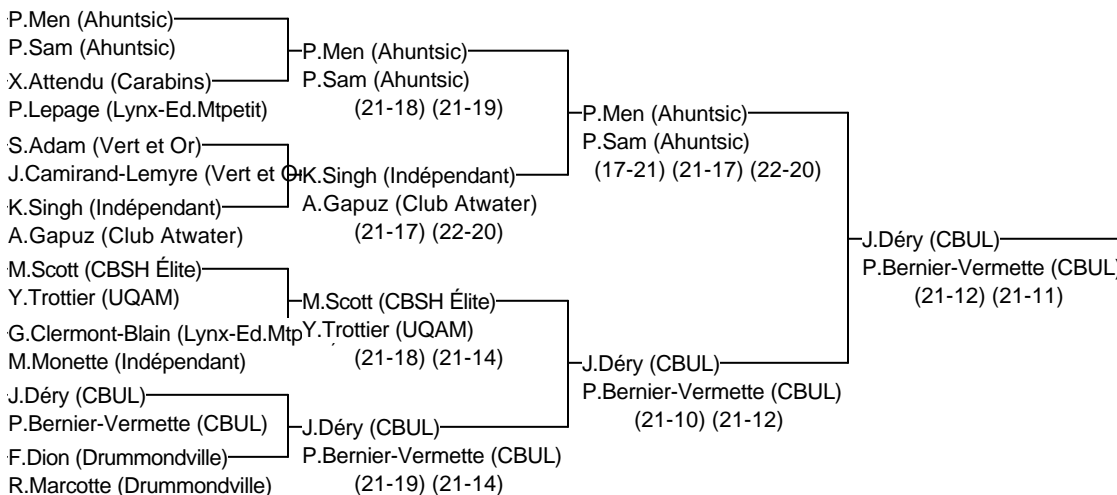 P.Men (Ahuntsic)
P.Sam (Ahuntsic)
X.Attendu (Carabins)
P.Lepage (Lynx-Ed.Mtpetit)
S.Adam (Vert et Or)
J.Camirand-Lemyre (Vert et O
K.Singh (Indépendant)
A.Gapuz (Club Atwater)
M.Scott (CBSH Élite)
Y.Trottier (UQAM)
G.Clermont-Blain (Lynx-Ed.Mtp
M.Monette (Indépendant)
J.Déry (CBUL)
P.Bernier-Vermette (CBUL)
F.Dion (Drummondville)
R.Marcotte (Drummondville)
P.Men (Ahuntsic)
P.Sam (Ahuntsic)
(21-18) (21-19)
K.Singh (Indépendant)
A.Gapuz (Club Atwater)
(21-17) (22-20)
M.Scott (CBSH Élite)
Y.Trottier (UQAM)
(21-18) (21-14)
J.Déry (CBUL)
P.Bernier-Vermette (CBUL)
(21-19) (21-14)
P.Men (Ahuntsic)
P.Sam (Ahuntsic)
(17-21) (21-17) (22-20)
J.Déry (CBUL)
P.Bernier-Vermette (CBUL)
(21-10) (21-12)
J.Déry (CBUL)
P.Bernier-Vermette (CBUL)
(21-12) (21-11)